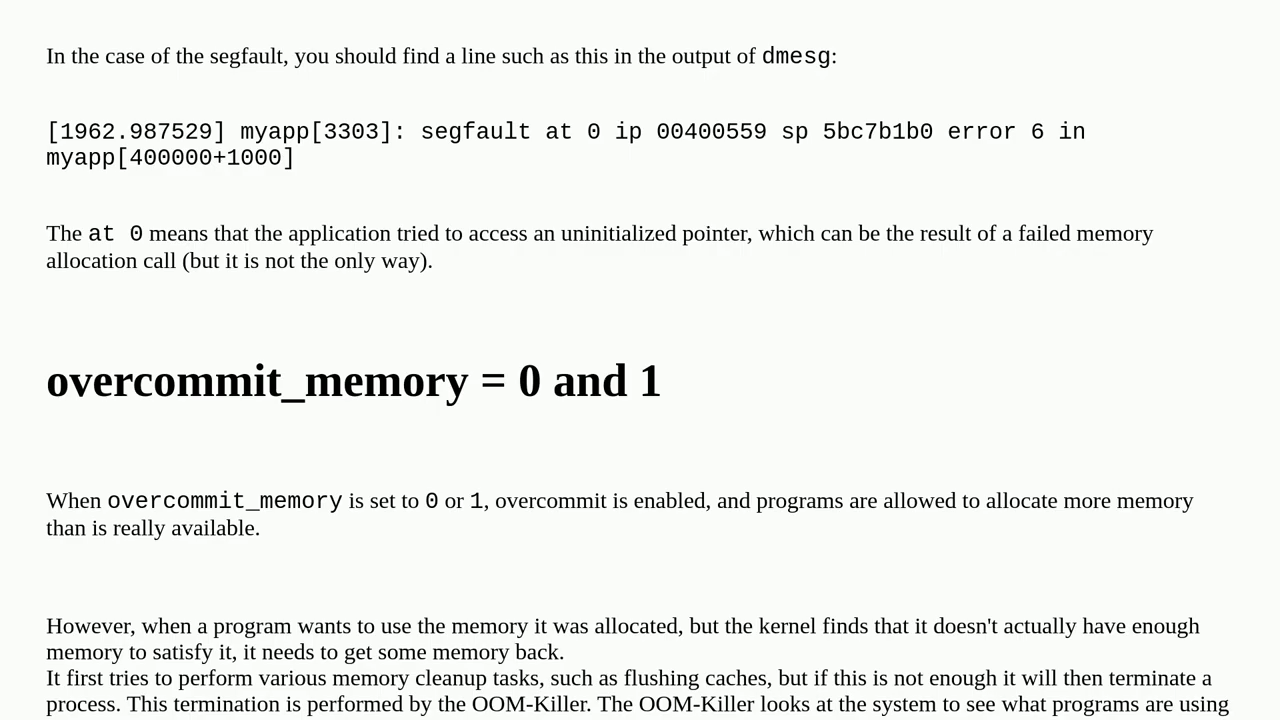 In the case of the segfault, you should find a line such as this in the output of dmesg:
[1962.987529] myapp[3303]: segfault at 0 ip 00400559 sp 5bc7b1b0 error 6 in
myapp[400000+1000]
The at 0 means that the application tried to access an uninitialized pointer, which can be the result of a failed memory
allocation call (but it is not the only way).
overcommit_memory = 0 and 1
When overcommit_memory is set to 0 or 1, overcommit is enabled, and programs are allowed to allocate more memory
than is really available.
However, when a program wants to use the memory it was allocated, but the kernel finds that it doesn't actually have enough
memory to satisfy it, it needs to get some memory back.
It first tries to perform various memory cleanup tasks, such as flushing caches, but if this is not enough it will then terminate a
process. This termination is performed by the OOM-Killer. The OOM-Killer looks at the system to see what programs are using